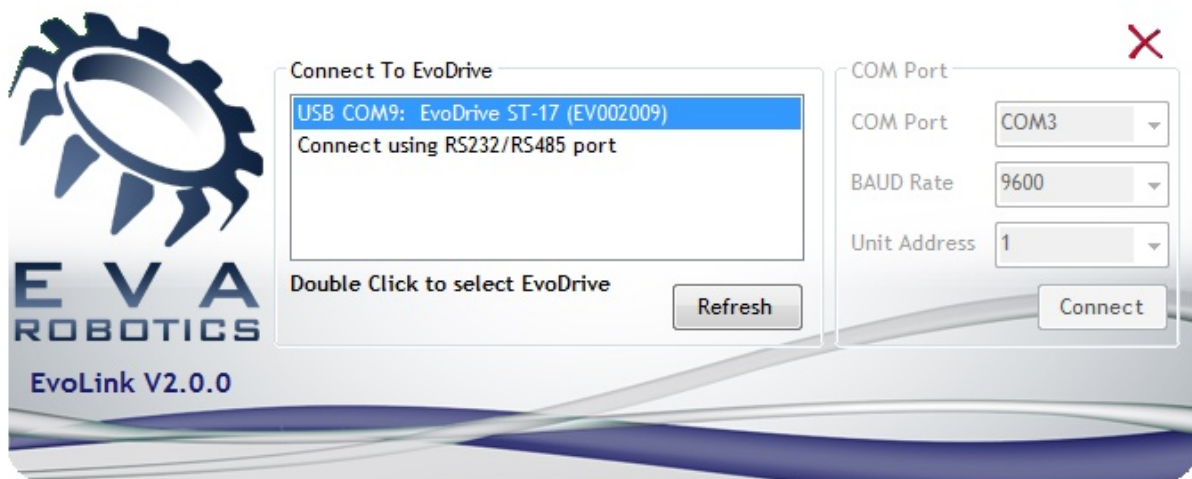 EVA
ROBOTICS
EvoLink V2.0.0
Connect To EvoDrive
USB COM9: EvoDrive ST-17 (EV002009)
Connect using RS232/RS485 port
Double Click to select EvoDrive
Refresh
COM Port
COM Port COM3
BAUD Rate 9600
Unit Address 1
Connect